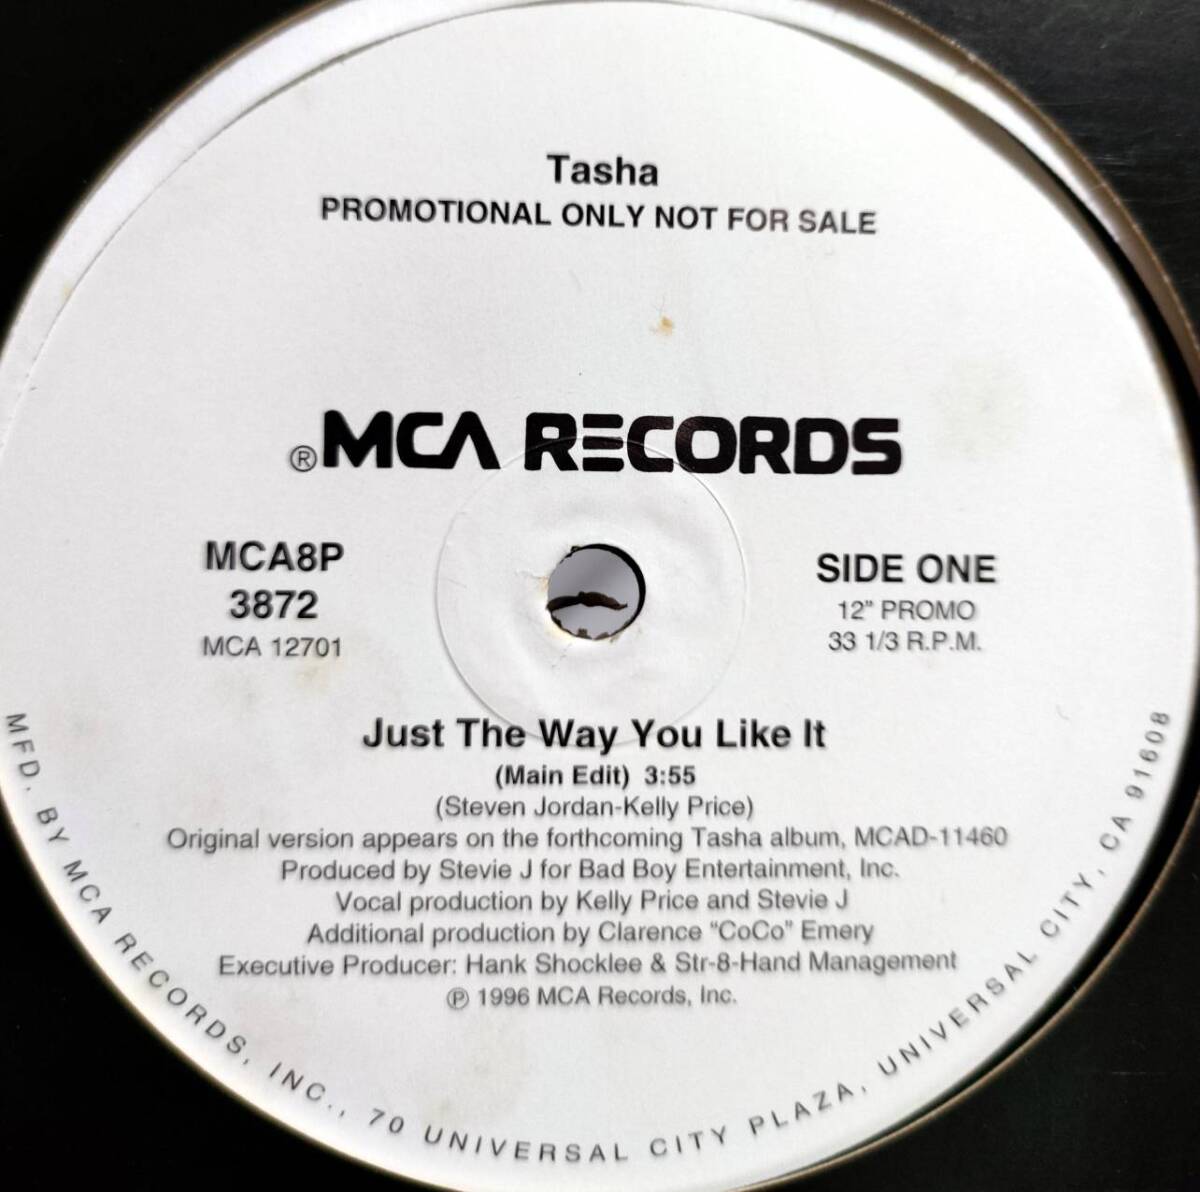 Tasha
PROMOTIONAL ONLY NOT FOR SALE
®MCA RECORDS
MCA8P
3872
MCA 12701
SIDE ONE
12” PROMO
33 1/3 R.P.M.
Just The Way You Like It
(Main Edit) 3:55
(Steven Jordan-Kelly Price)
Original version appears on the forthcoming Tasha album, MCAD-11460
Produced by Stevie J for Bad Boy Entertainment, Inc.
Vocal production by Kelly Price and Stevie J
Additional production by Clarence "CoCo" Emery
Executive Producer: Hank Shocklee & Str-8-Hand Management
℗ 1996 MCA Records, Inc.
MFD. BY MCA RECORDS, INC., 70 UNIVERSAL CITY PLAZA, UNIVERSAL CITY, CA 91608